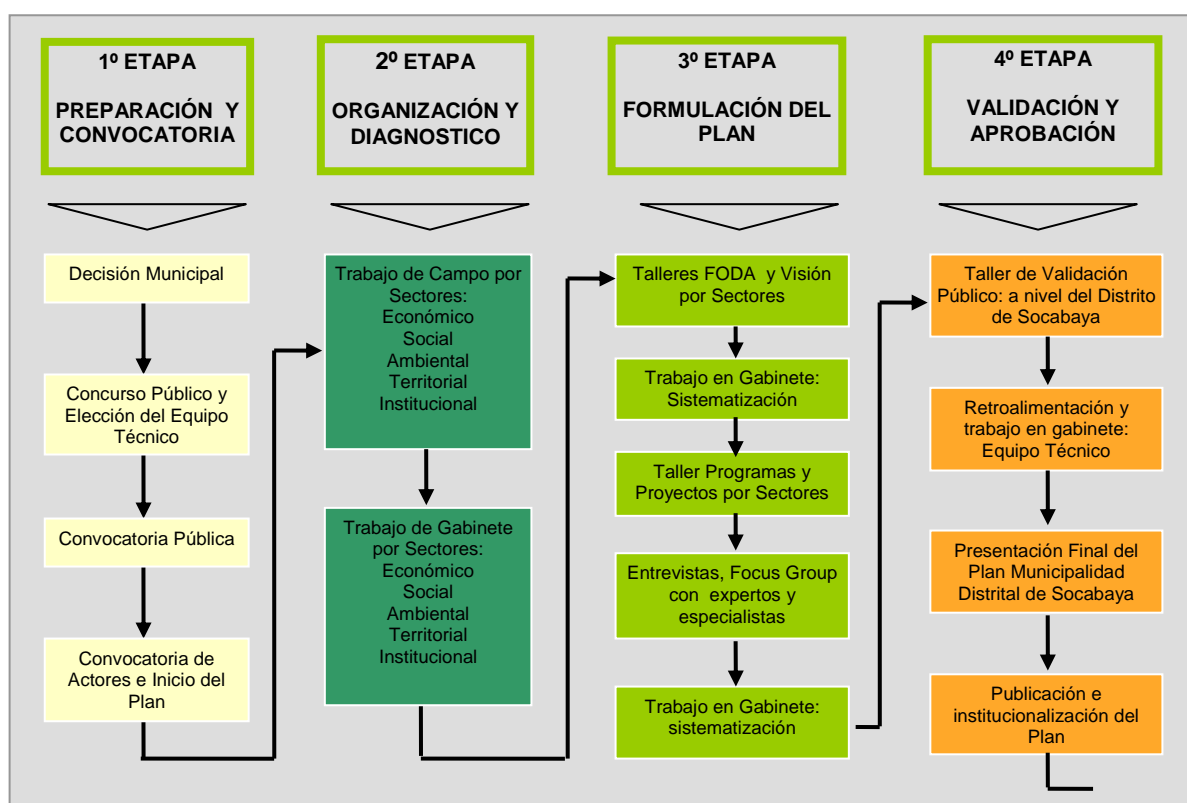 1º ETAPA
PREPARACIÓN Y
CONVOCATORIA
Decisión Municipal
Concurso Público y
Elección del Equipo
Técnico
Convocatoria Pública
Convocatoria de
Actores e Inicio del
Plan
2º ETAPA
ORGANIZACIÓN Y
DIAGNOSTICO
Trabajo de Campo por
Sectores:
Económico
Social
Ambiental
Territorial
Institucional
Trabajo de Gabinete
por Sectores:
Económico
Social
Ambiental
Territorial
Institucional
3º ETAPA
FORMULACIÓN DEL
PLAN
Talleres FODA y Visión
por Sectores
Trabajo en Gabinete:
Sistematización
Taller Programas y
Proyectos por Sectores
Entrevistas, Focus Group
con expertos y
especialistas
Trabajo en Gabinete:
sistematización
4º ETAPA
VALIDACIÓN Y
APROBACIÓN
Taller de Validación
Público: a nivel del Distrito
de Socabaya
Retroalimentación y
trabajo en gabinete:
Equipo Técnico
Presentación Final del
Plan Municipalidad
Distrital de Socabaya
Publicación e
institucionalización del
Plan